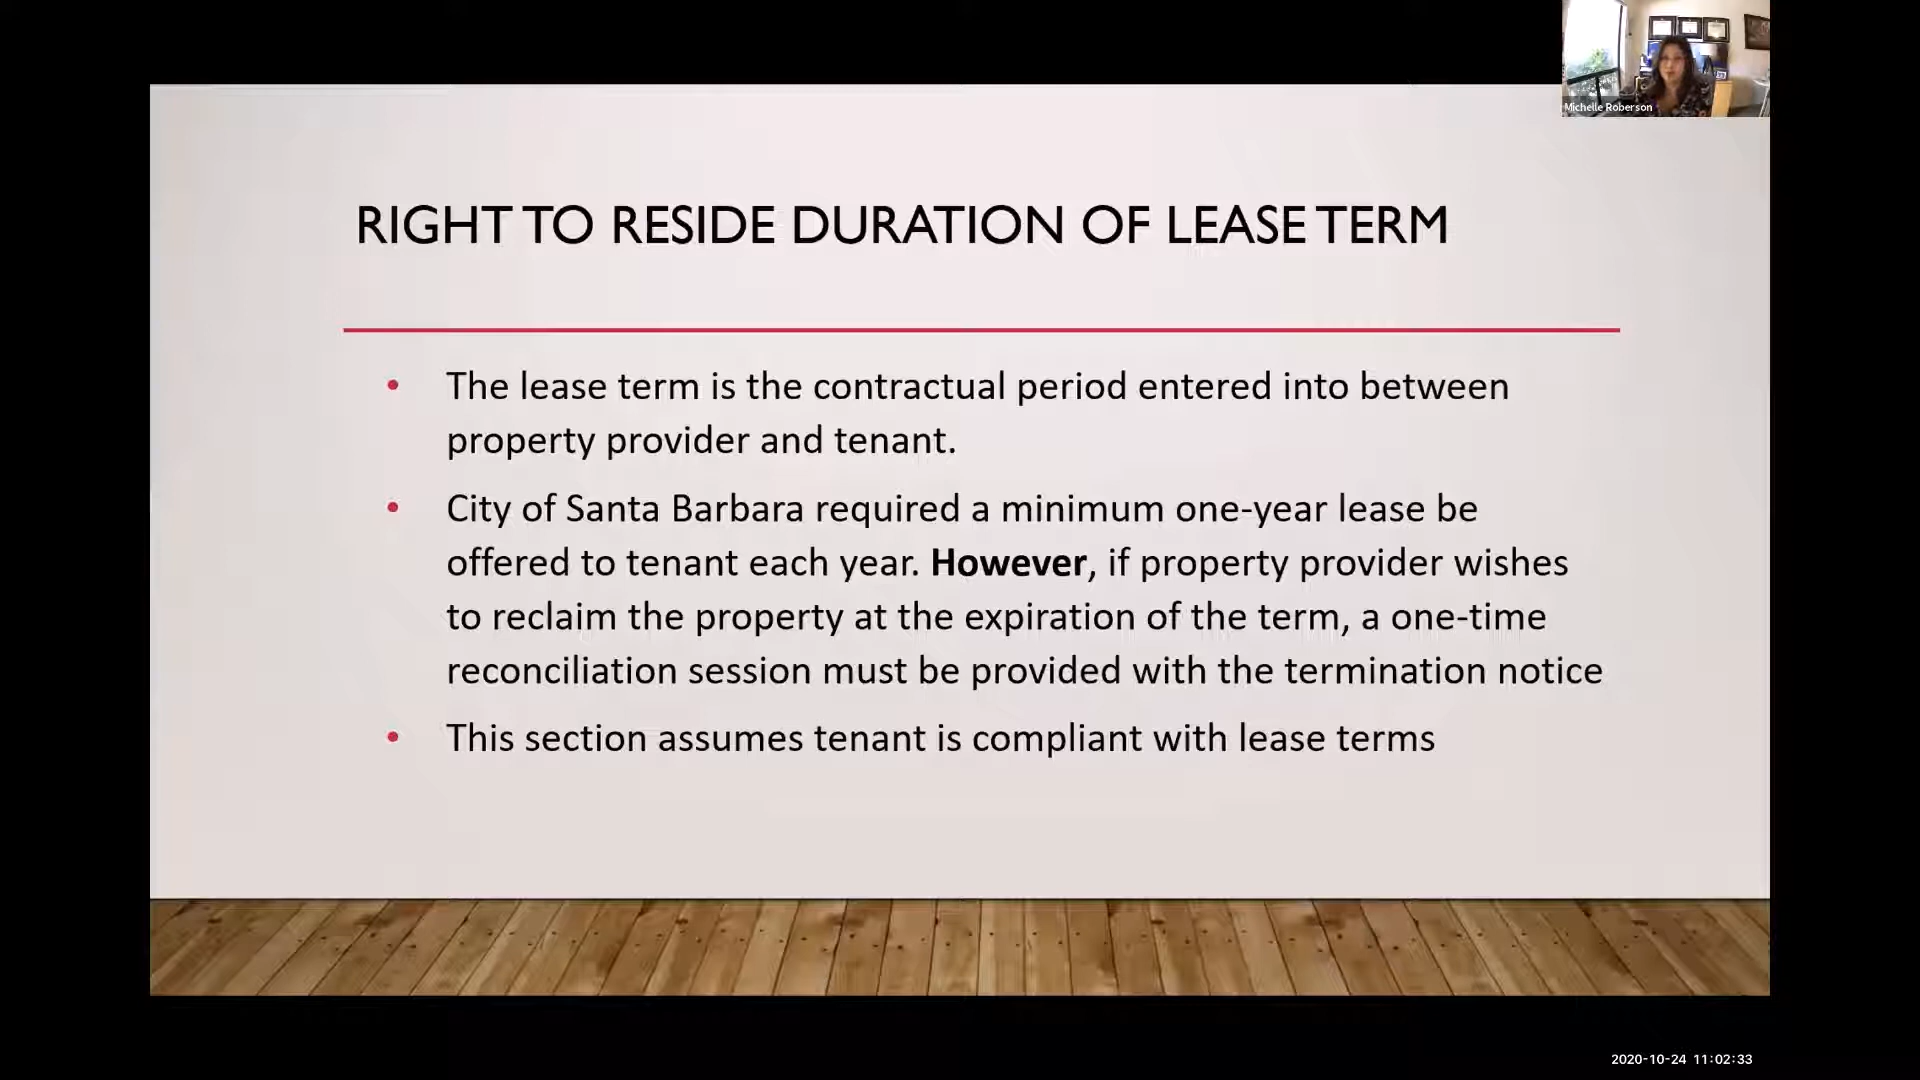 Michelle Roberson
RIGHT TO RESIDE DURATION OF LEASE TERM
• The lease term is the contractual period entered into between
property provider and tenant.
• City of Santa Barbara required a minimum one-year lease be
offered to tenant each year. However, if property provider wishes
to reclaim the property at the expiration of the term, a one-time
reconciliation session must be provided with the termination notice
• This section assumes tenant is compliant with lease terms
2020-10-24 11:02:33